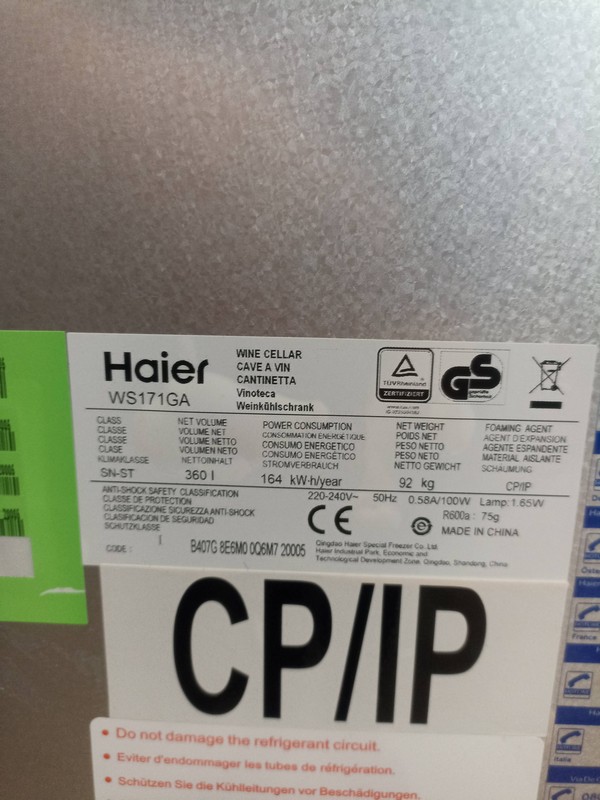 Haier
WS171GA
WINE CELLAR
CAVE A VIN
CANTINETTA
Vinoteca
Weinkühlschrank
TÜVRheinland
ZERTIFIZIERT
GS
geprüfte
Sicherheit
CLASS
CLASSE
CLASSE
CLASE
KLIMAKLASSE
SN-ST
NET VOLUME
VOLUME NET
VOLUME NETTO
VOLUMEN NETO
NETTOINHALT
360 l
POWER CONSUMPTION
CONSOMMATION ENERGETIQUE
CONSUMO ENERGETICO
CONSUMO ENERGÉTICO
STROMVERBRAUCH
164 kW·h/year
NET WEIGHT
POIDS NET
PESO NETTO
PESO NETO
NETTO GEWICHT
92 kg
FOAMING AGENT
AGENT D'EXPANSION
AGENTE ESPANDENTE
MATERIAL AISLANTE
SCHÄUMUNG
CP/IP
ANTI-SHOCK SAFETY CLASSIFICATION
CLASSE DE PROTECTION
CLASSIFICAZIONE SICUREZZA ANTI-SHOCK
CLASIFICACION DE SEGURIDAD
SCHUTZKLASSE
I
220-240V~ 50Hz 0.58A/100W Lamp:1.65W
CE
R600a : 75g
MADE IN CHINA
CODE : B407G 8E6M0 0Q6M7 20005
Qingdao Haier Special Freezer Co., Ltd.
Haier Industrial Park, Economic and
Technological Development Zone, Qingdao, Shandong, China
CP/IP
• Do not damage the refrigerant circuit.
• Eviter d'endommager les tubes de réfrigération.
• Schützen Sie die Kühlleitungen vor Beschädigungen.
France
Italia